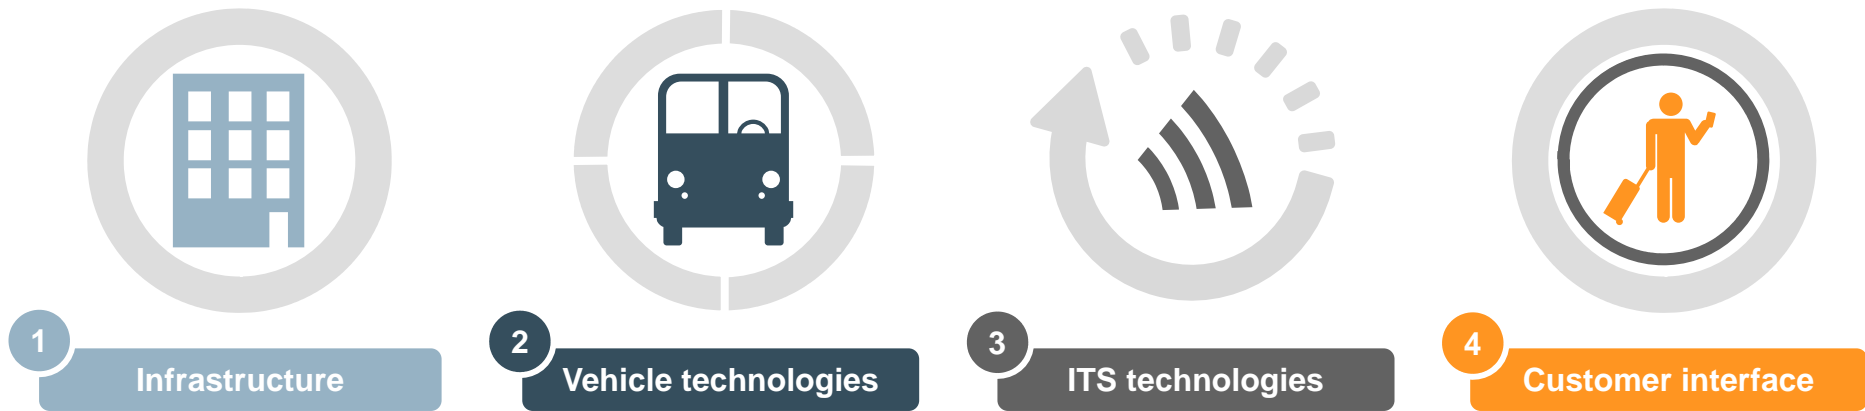 1
Infrastructure
2
Vehicle technologies
3
ITS technologies
4
Customer interface